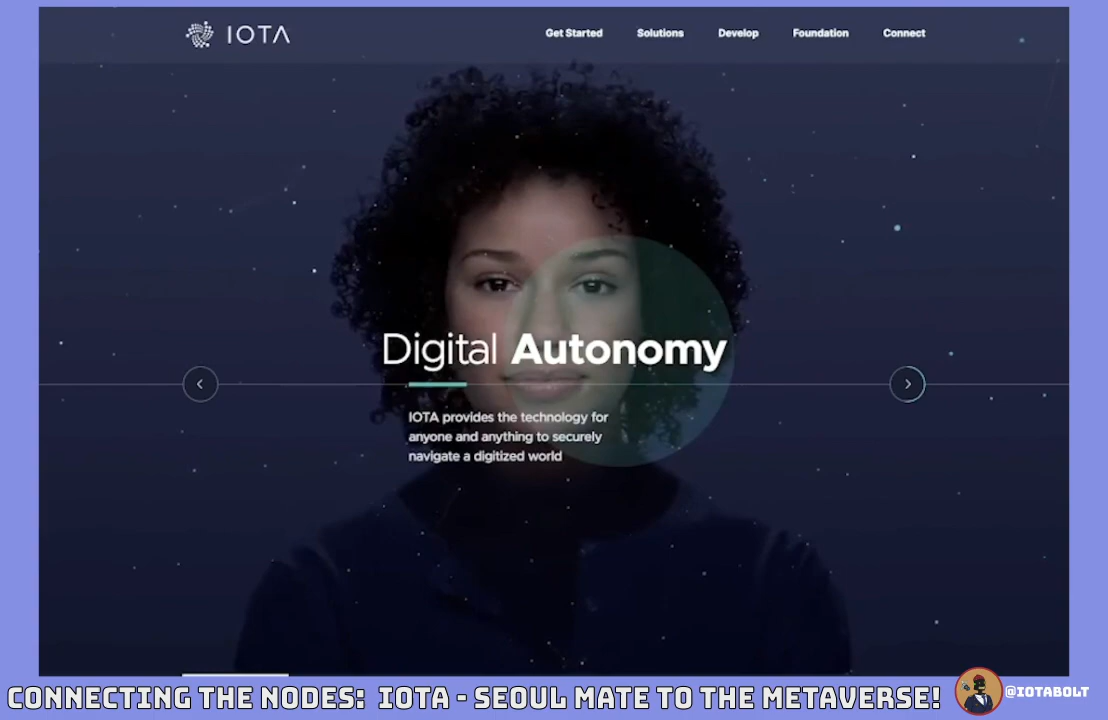 IOTA
Get Started Solutions Develop Foundation Connect
Digital Autonomy
IOTA provides the technology for
anyone and anything to securely
navigate a digitized world
CONNECTING THE NODES: IOTA - SEOUL MATE TO THE METAVERSE!
@IOTABOLT